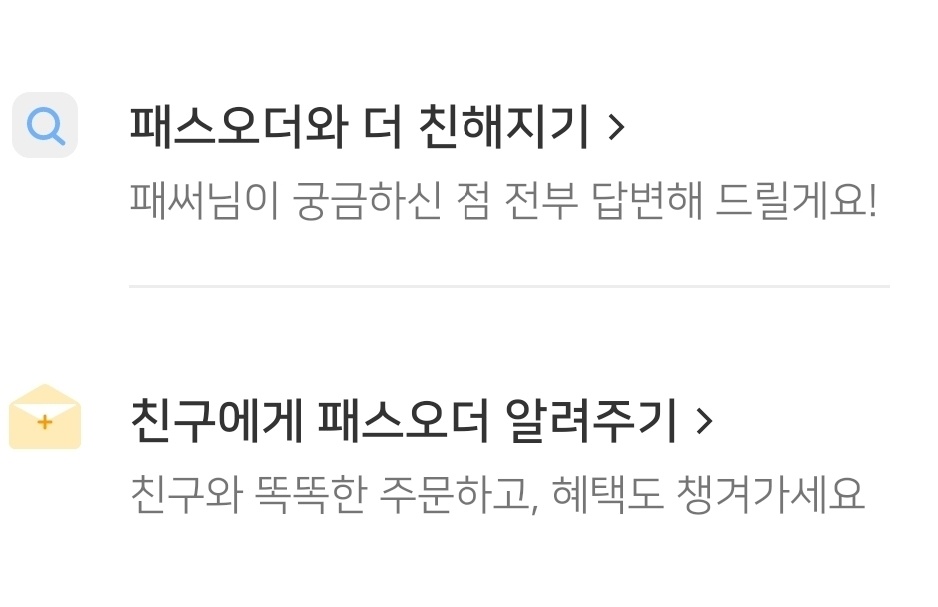 패스오더와 더 친해지기 >
패써님이 궁금하신 점 전부 답변해 드릴게요!
친구에게 패스오더 알려주기 >
친구와 똑똑한 주문하고, 혜택도 챙겨가세요